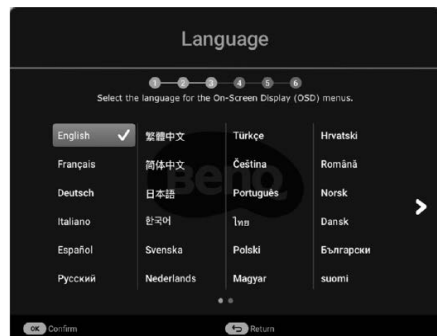 Language
1 2 3 4 5 6
Select the language for the On-Screen Display (OSD) menus.
English 繁體中文 Türkçe Hrvatski
Français 简体中文 Čeština Română
Deutsch 日本語 Português Norsk
Italiano 한국어 ไทย Dansk
Español Svenska Polski Български
Русский Nederlands Magyar suomi
BenQ
OK Confirm Return